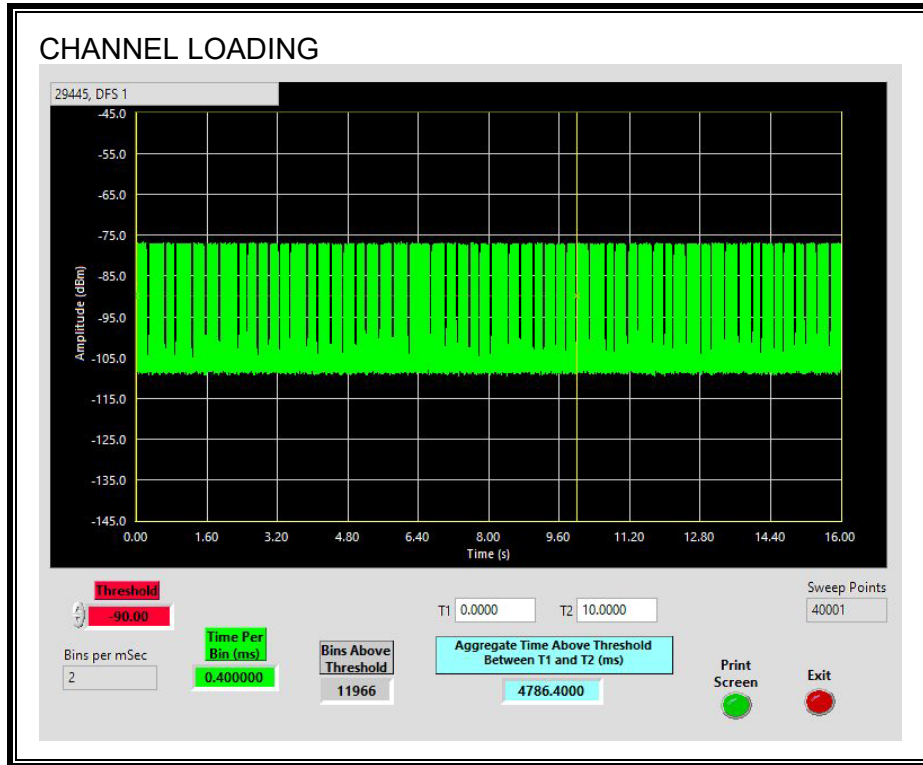 CHANNEL LOADING
29445, DFS 1
-45.0
-55.0
-65.0
-75.0
-85.0
-95.0
-105.0
-115.0
-125.0
-135.0
-145.0
Amplitude (dBm)
0.00 1.60 3.20 4.80 6.40 8.00 9.60 11.20 12.80 14.40 16.00
Time (s)
Threshold
-90.00
Bins per mSec
2
Time Per
Bin (ms)
0.400000
Bins Above
Threshold
11966
T1 0.0000 T2 10.0000
Aggregate Time Above Threshold
Between T1 and T2 (ms)
4786.4000
Sweep Points
40001
Print
Screen
Exit